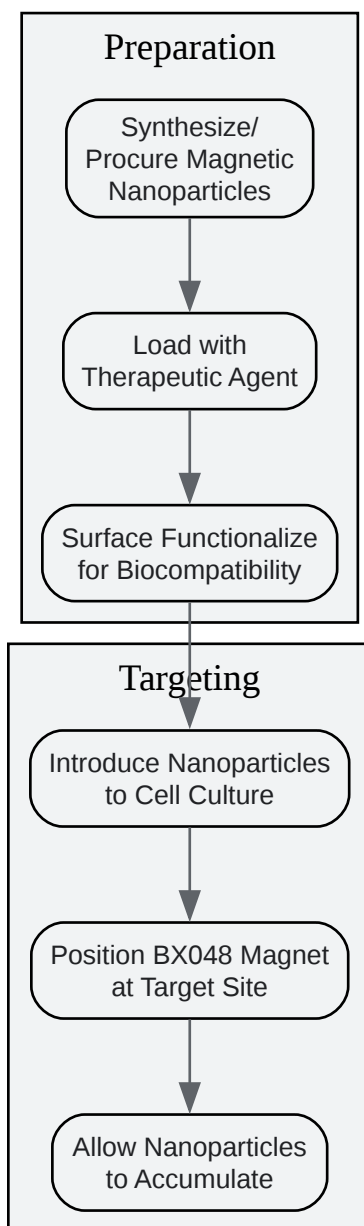 Preparation
Synthesize/
Procure Magnetic
Nanoparticles
Load with
Therapeutic Agent
Surface Functionalize
for Biocompatibility
Targeting
Introduce Nanoparticles
to Cell Culture
Position BX048 Magnet
at Target Site
Allow Nanoparticles
to Accumulate